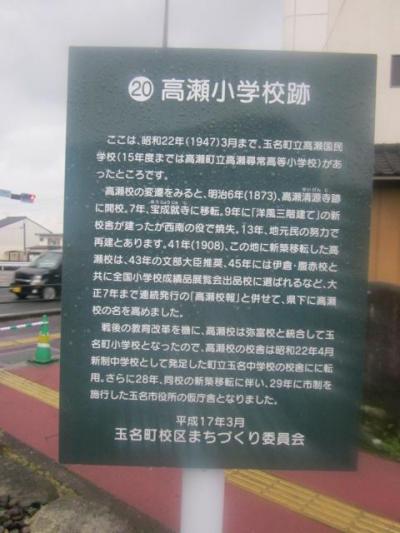 ⑳ 高瀬小学校跡
ここは、昭和22年(1947)3月まで、玉名町立高瀬国民
学校(15年度までは高瀬町立高瀬尋常高等小学校)があ
ったところです。
高瀬校の変遷をみると、明治6年(1873)、高瀬清源寺跡
に開校。7年、宝成就寺に移転。9年に「洋風三階建て」の新
校舎が建ったが西南の役で焼失。13年、地元民の努力で
再建とあります。41年(1908)、この地に新築移転した高
瀬校は、43年の文部大臣推奨、45年には伊倉・腹赤校と
共に全国小学校成績品展覧会出品校に選ばれるなど、大
正7年まで連続発行の「高瀬校報」と併せて、県下に高瀬
校の名を高めました。
戦後の教育改革を機に、高瀬校は弥富校と統合して玉
名町小学校となったので、高瀬校の校舎は昭和22年4月
新制中学校として発足した町立玉名中学校の校舎にに転
用。さらに28年、同校の新築移転に伴い、29年に市制を
施行した玉名市役所の仮庁舎となりました。
平成17年3月
玉名町校区まちづくり委員会